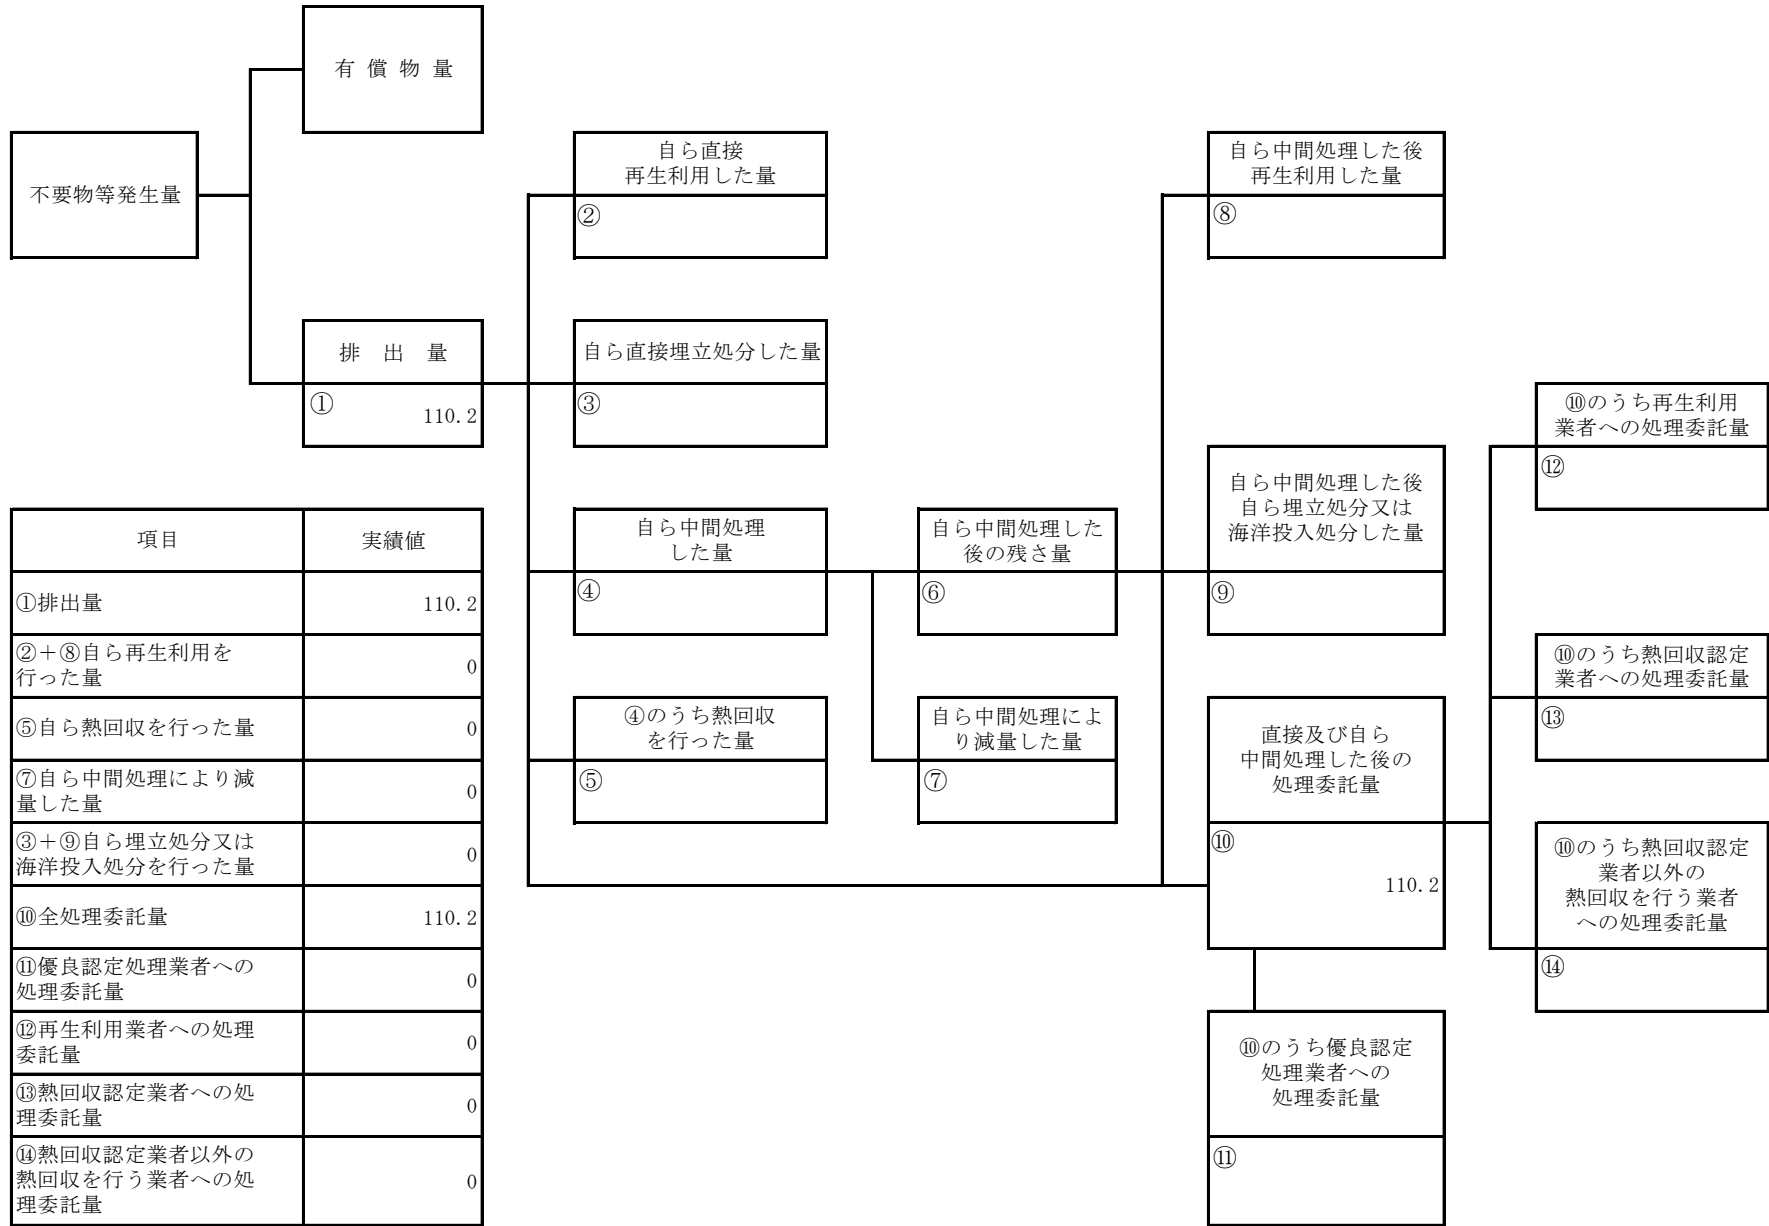 有償物量
不要物等発生量
排出量
①
110.2
自ら直接
再生利用した量
②
自ら直接埋立処分した量
③
自ら中間処理
した量
④
④のうち熱回収
を行った量
⑤
自ら中間処理した
後の残さ量
⑥
自ら中間処理によ
り減量した量
⑦
自ら中間処理した後
再生利用した量
⑧
自ら中間処理した後
自ら埋立処分又は
海洋投入処分した量
⑨
直接及び自ら
中間処理した後の
処理委託量
⑩
110.2
⑩のうち優良認定
処理業者への
処理委託量
⑪
⑩のうち再生利用
業者への処理委託量
⑫
⑩のうち熱回収認定
業者への処理委託量
⑬
⑩のうち熱回収認定
業者以外の
熱回収を行う業者
への処理委託量
⑭
項目 実績値
①排出量 110.2
②+⑧自ら再生利用を
行った量 0
⑤自ら熱回収を行った量 0
⑦自ら中間処理により減
量した量 0
③+⑨自ら埋立処分又は
海洋投入処分を行った量 0
⑩全処理委託量 110.2
⑪優良認定処理業者への
処理委託量 0
⑫再生利用業者への処理
委託量 0
⑬熱回収認定業者への処
理委託量 0
⑭熱回収認定業者以外の
熱回収を行う業者への処
理委託量 0